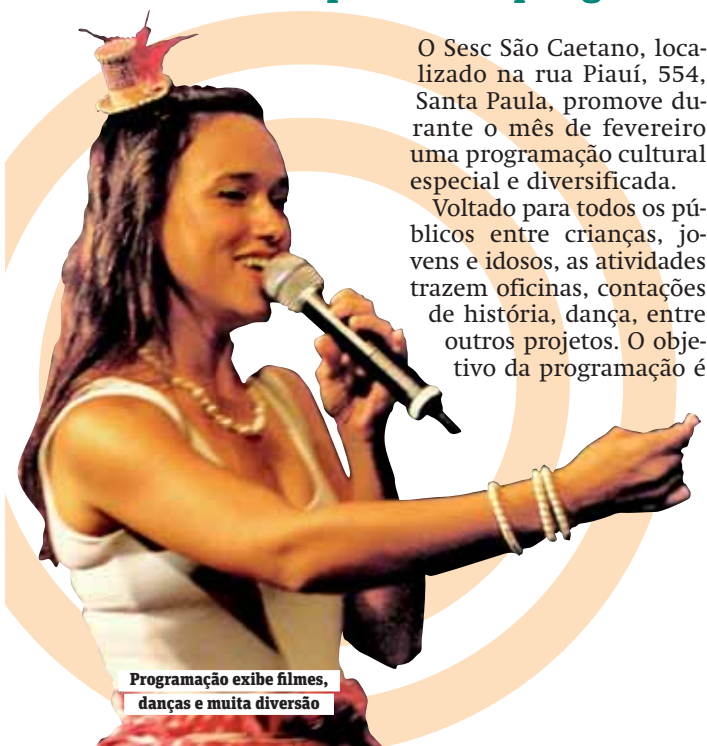 O Sesc São Caetano, loca-
lizado na rua Piauí, 554,
Santa Paula, promove du-
rante o mês de fevereiro
uma programação cultural
especial e diversificada.
Voltado para todos os pú-
blicos entre crianças, jo-
vens e idosos, as atividades
trazem oficinas, contações
de história, dança, entre
outros projetos. O obje-
tivo da programação é
Programação exibe filmes,
danças e muita diversão